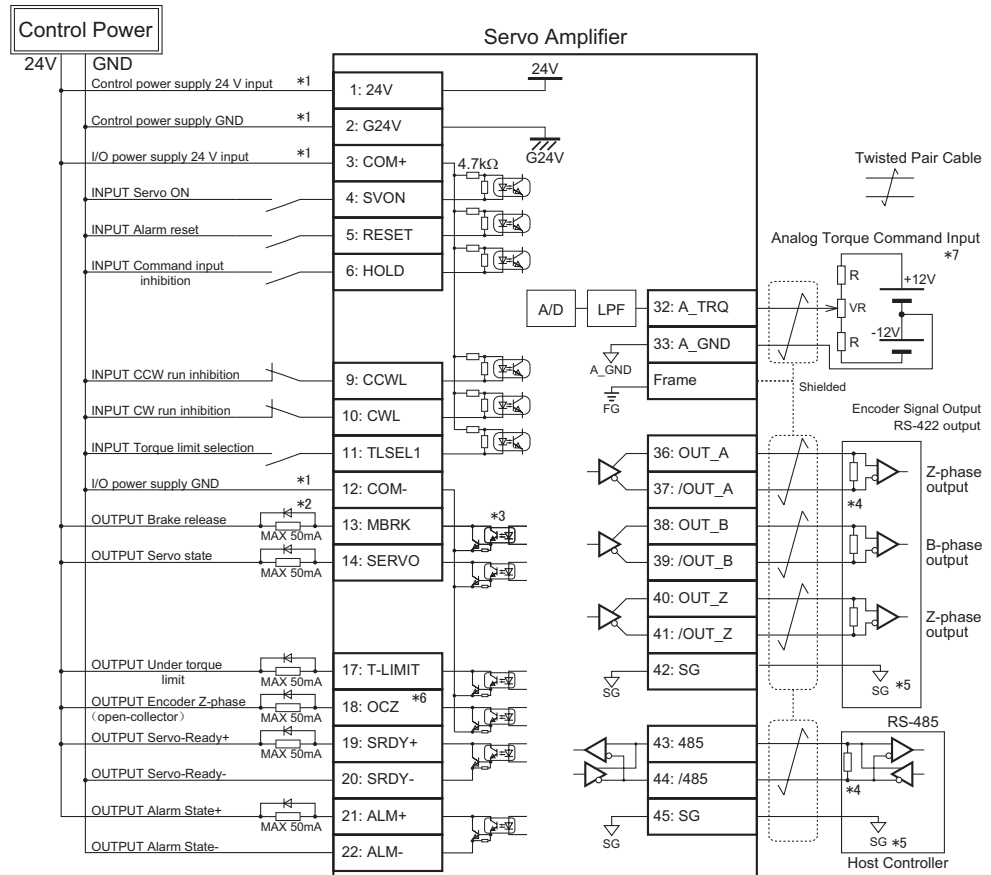 Control Power
Servo Amplifier
24V
GND
24V
Control power supply 24 V input
*1
1: 24V
Control power supply GND
*1
2: G24V
G24V
I/O power supply 24 V input
*1
3: COM+
4.7kΩ
INPUT Servo ON
4: SVON
INPUT Alarm reset
5: RESET
INPUT Command input
inhibition
6: HOLD
INPUT CCW run inhibition
9: CCWL
INPUT CW run inhibition
10: CWL
INPUT Torque limit selection
11: TLSEL1
I/O power supply GND
*1
12: COM-
*2
OUTPUT Brake release
MAX 50mA
13: MBRK
*3
OUTPUT Servo state
MAX 50mA
14: SERVO
OUTPUT Under torque
limit
MAX 50mA
17: T-LIMIT
OUTPUT Encoder Z-phase
(open-collector)
MAX 50mA
18: OCZ
*6
OUTPUT Servo-Ready+
MAX 50mA
19: SRDY+
OUTPUT Servo-Ready-
20: SRDY-
OUTPUT Alarm State+
MAX 50mA
21: ALM+
OUTPUT Alarm State-
22: ALM-
Twisted Pair Cable
Analog Torque Command Input
*7
R
+12V
VR
-12V
R
A/D
LPF
32: A_TRQ
33: A_GND
A_GND
Frame
FG
Shielded
Encoder Signal Output
RS-422 output
36: OUT_A
37: /OUT_A
*4
Z-phase
output
38: OUT_B
39: /OUT_B
B-phase
output
40: OUT_Z
41: /OUT_Z
Z-phase
output
42: SG
SG
SG *5
RS-485
43: 485
44: /485
*4
45: SG
SG
SG *5
Host Controller